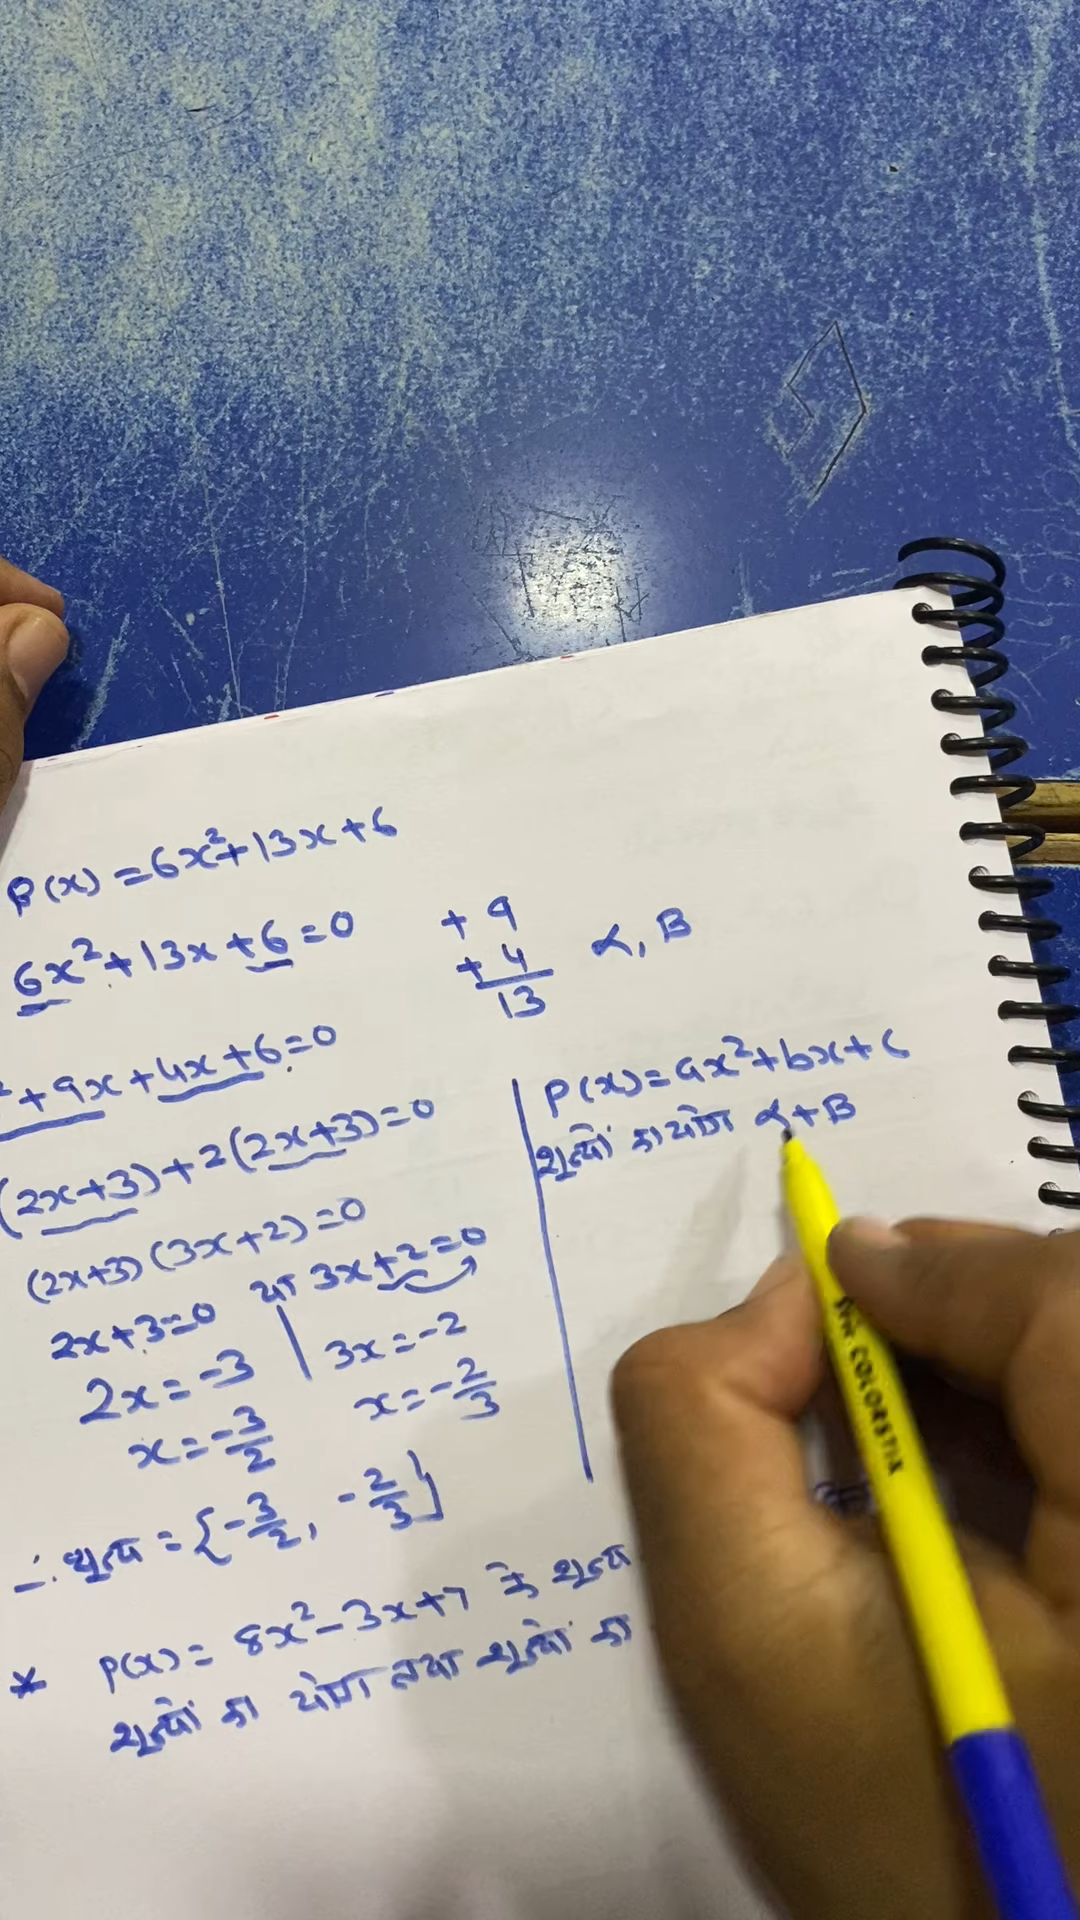 P(x) = 6x²+13x+6
6x²+13x+6=0
+ 9
+ 4
13
α, B
²+9x+4x+6=0
(2x+3)+2(2x+3)=0
(2x+3)(3x+2)=0
2x+3=0 या 3x+2=0
2x=-3
x=-3/2
3x=-2
x=-2/3
∴ शून्य = {-3/2, -2/3}
P(x)=ax²+bx+c
शून्यों का योग α+B
* P(x)= 8x²-3x+7 के शून्य
शून्यों का योग तथा शून्यों का
COLORSTIX